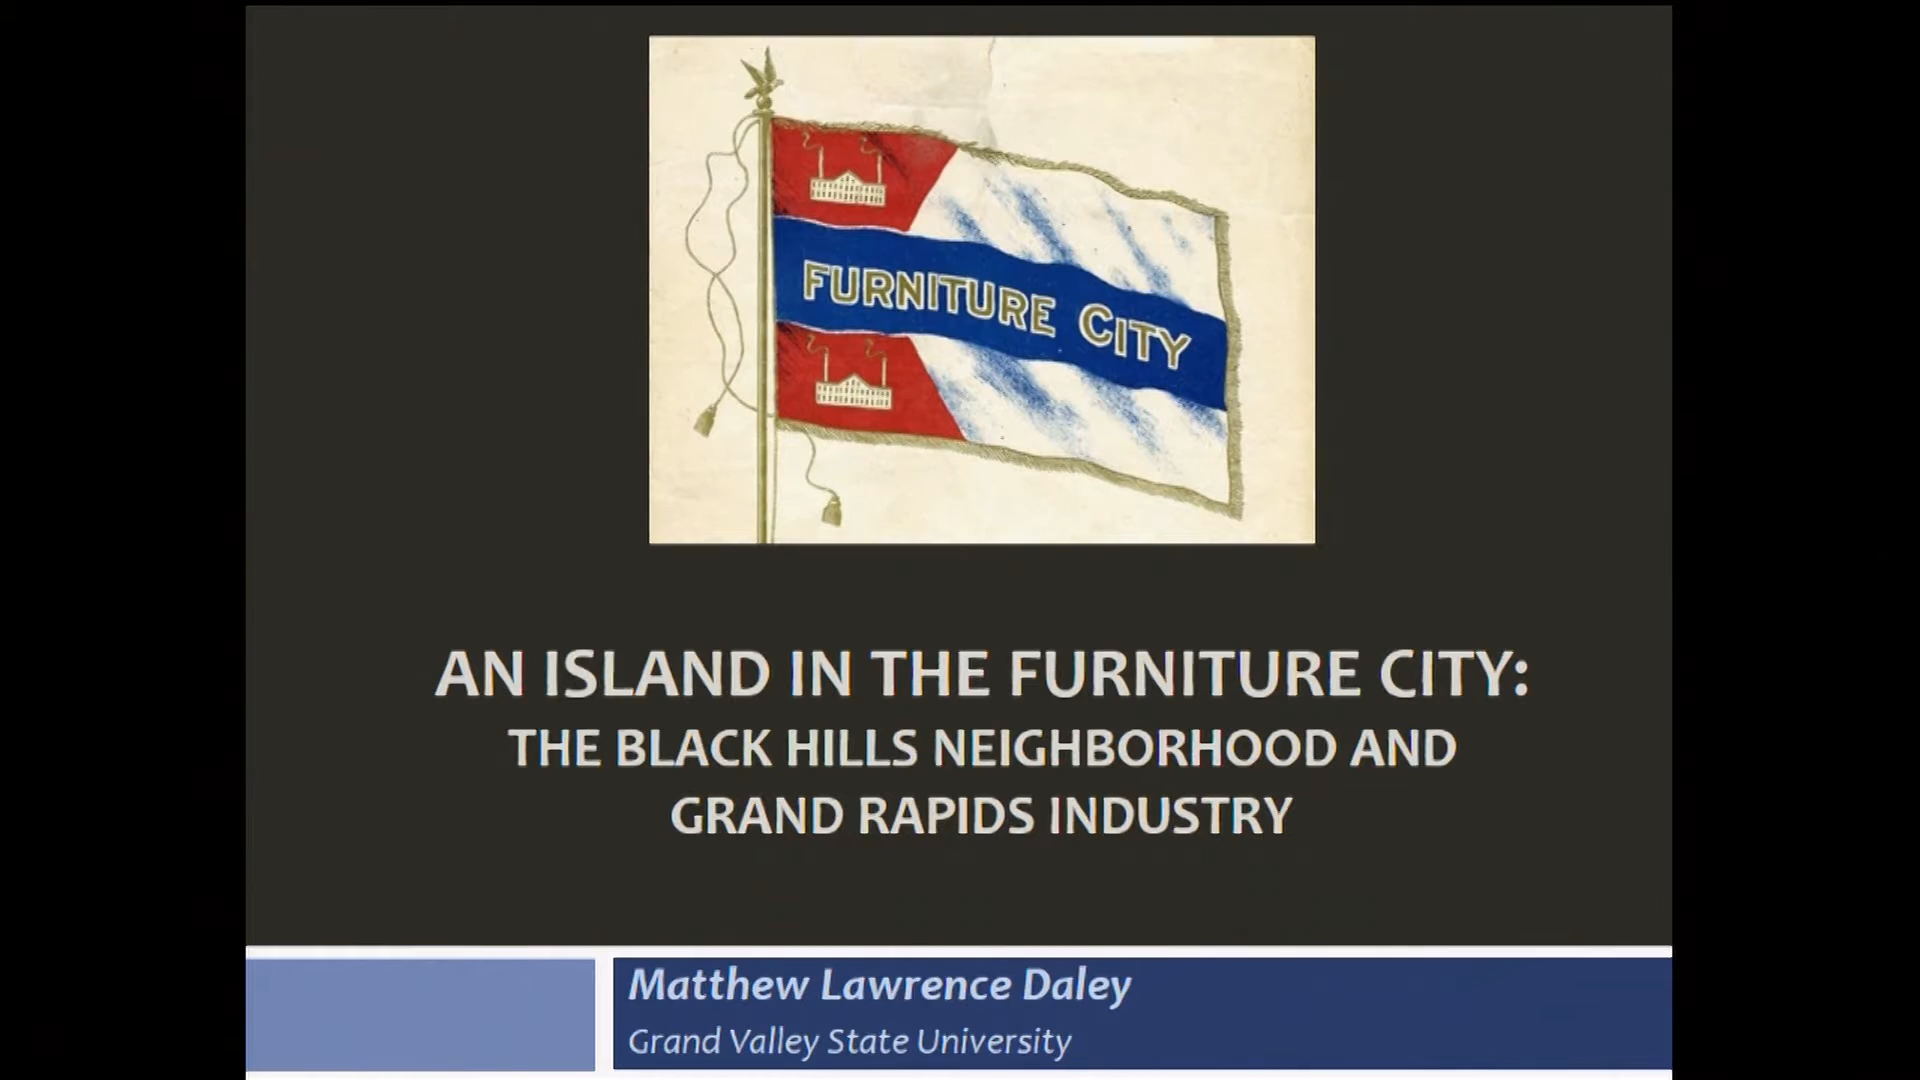 FURNITURE CITY
AN ISLAND IN THE FURNITURE CITY:
THE BLACK HILLS NEIGHBORHOOD AND
GRAND RAPIDS INDUSTRY
Matthew Lawrence Daley
Grand Valley State University